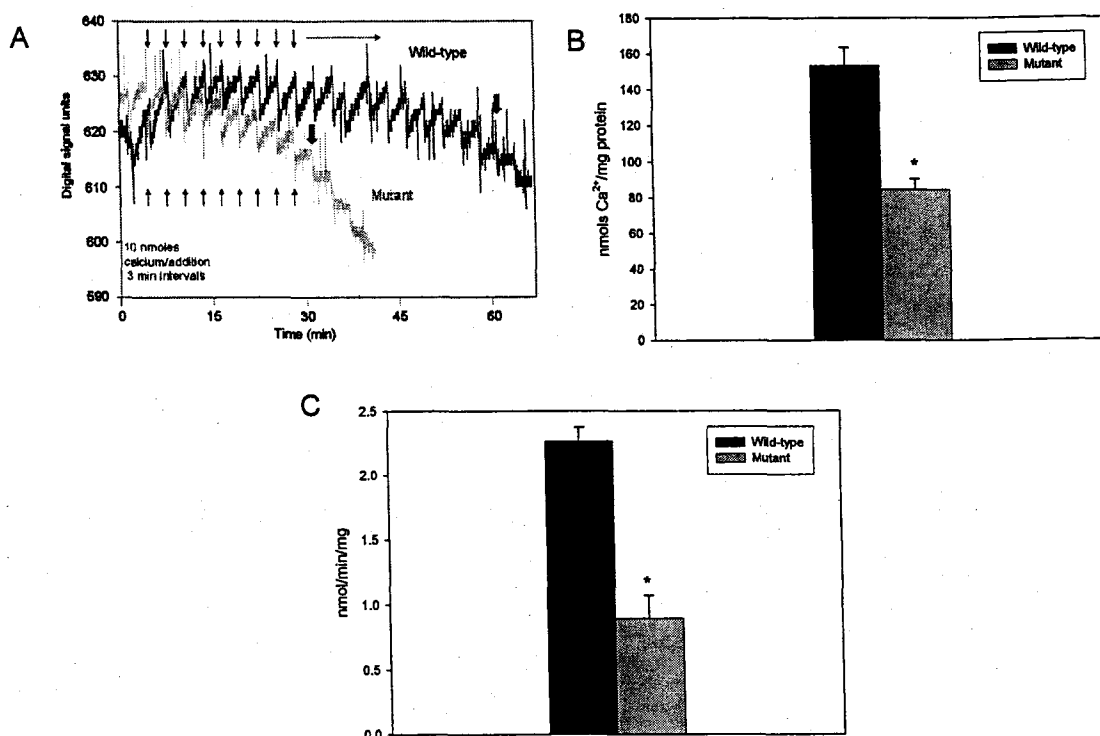 A
640
630
620
610
600
590
Digital signal units
Wild-type
Mutant
10 nmoles
calcium/addition
3 min intervals
0
15
30
45
60
Time (min)
B
180
160
140
120
100
80
60
40
20
0
nmols Ca²⁺/mg protein
Wild-type
Mutant
*
C
2.5
2.0
1.5
1.0
0.5
0.0
nmol/min/mg
Wild-type
Mutant
*